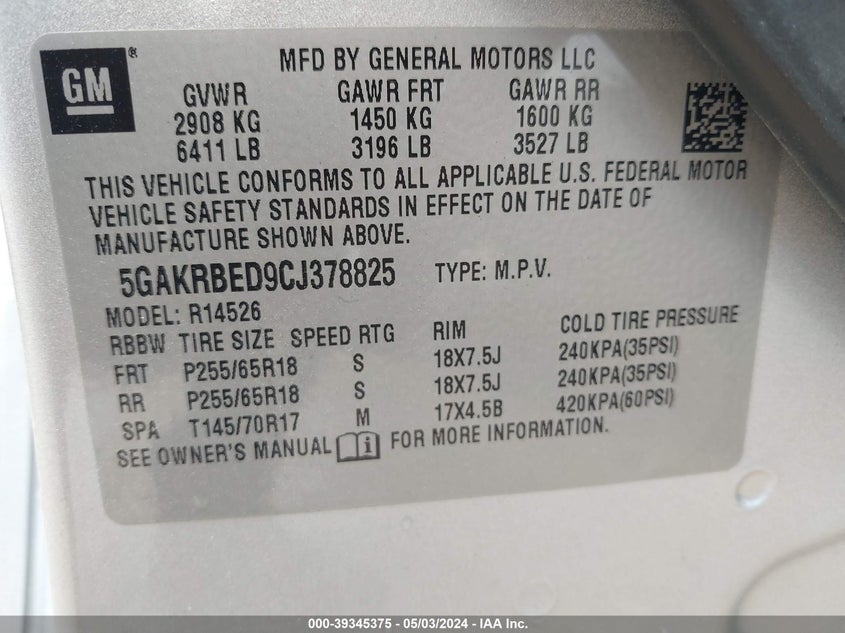 GM ®
MFD BY GENERAL MOTORS LLC
GVWR GAWR FRT GAWR RR
2908 KG 1450 KG 1600 KG
6411 LB 3196 LB 3527 LB
THIS VEHICLE CONFORMS TO ALL APPLICABLE U.S. FEDERAL MOTOR
VEHICLE SAFETY STANDARDS IN EFFECT ON THE DATE OF
MANUFACTURE SHOWN ABOVE.
5GAKRBED9CJ378825 TYPE: M.P.V.
MODEL: R14526
RBBW TIRE SIZE SPEED RTG RIM COLD TIRE PRESSURE
FRT P255/65R18 S 18X7.5J 240KPA(35PSI)
RR P255/65R18 S 18X7.5J 240KPA(35PSI)
SPA T145/70R17 M 17X4.5B 420KPA(60PSI)
SEE OWNER'S MANUAL i FOR MORE INFORMATION.
000-39345375 - 05/03/2024 - IAA Inc.